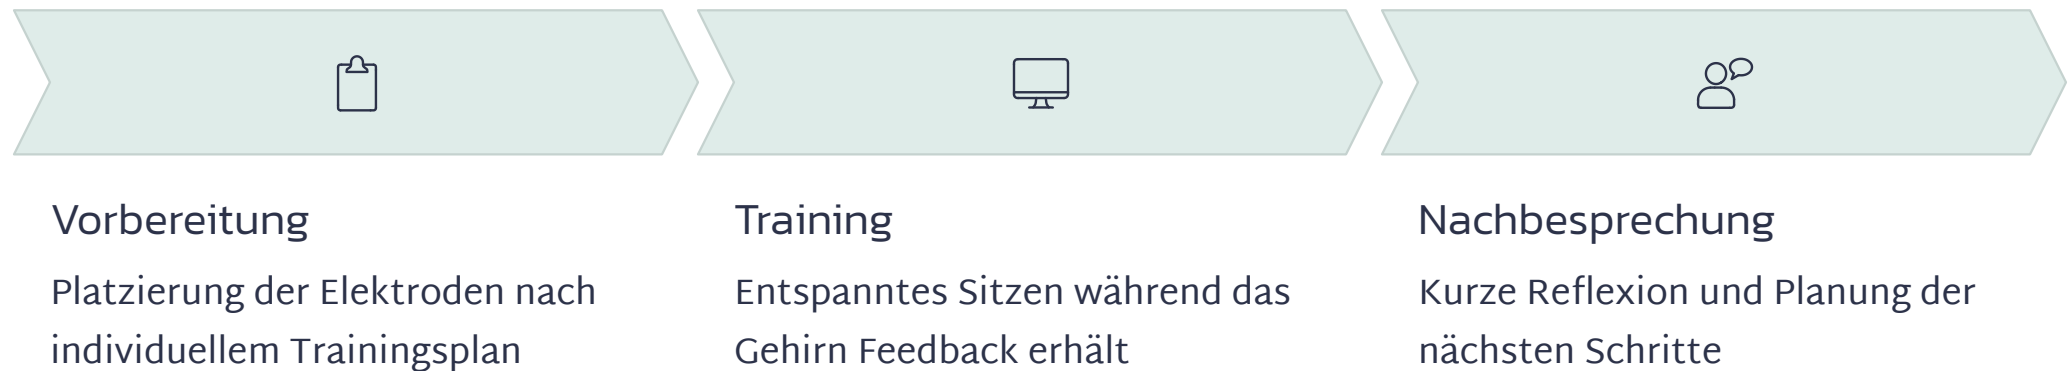 Vorbereitung
Platzierung der Elektroden nach
individuellem Trainingsplan
Training
Entspanntes Sitzen während das
Gehirn Feedback erhält
Nachbesprechung
Kurze Reflexion und Planung der
nächsten Schritte